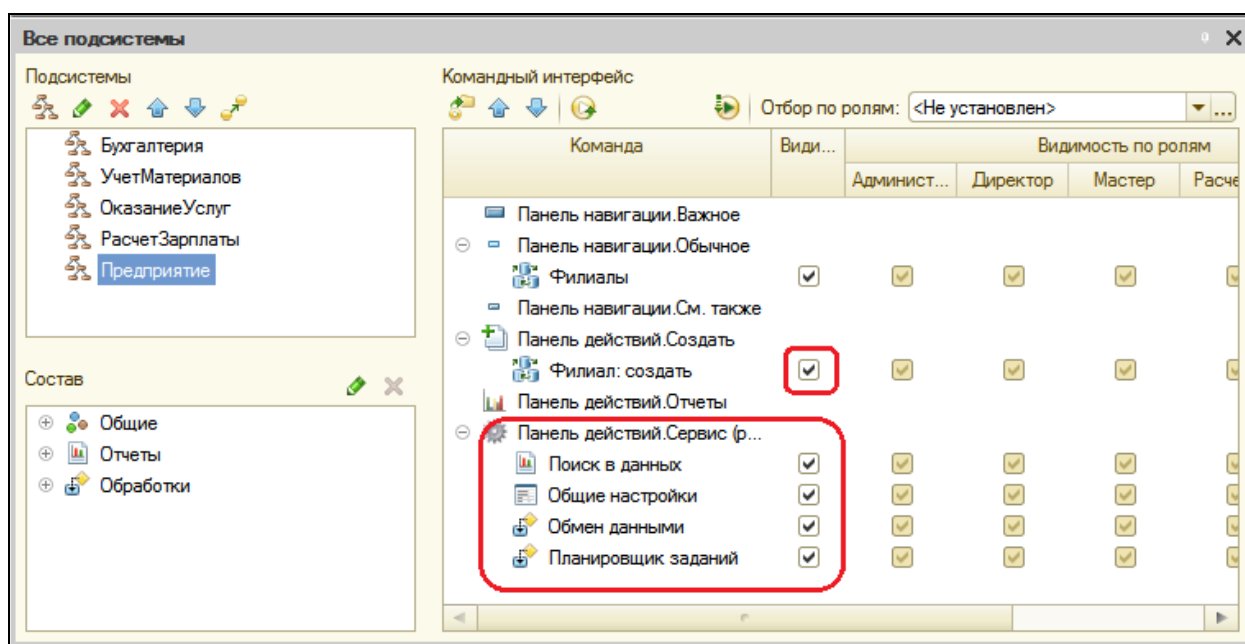 Все подсистемы
Подсистемы
Бухгалтерия
УчетМатериалов
ОказаниеУслуг
РасчетЗарплаты
Предприятие
Состав
Общие
Отчеты
Обработки
Командный интерфейс
Отбор по ролям: <Не установлен> ...
Команда Види... Видимость по ролям
Админист... Директор Мастер Расче
Панель навигации.Важное
Панель навигации.Обычное
Филиалы
Панель навигации.См. также
Панель действий.Создать
Филиал: создать
Панель действий.Отчеты
Панель действий.Сервис (р...
Поиск в данных
Общие настройки
Обмен данными
Планировщик заданий